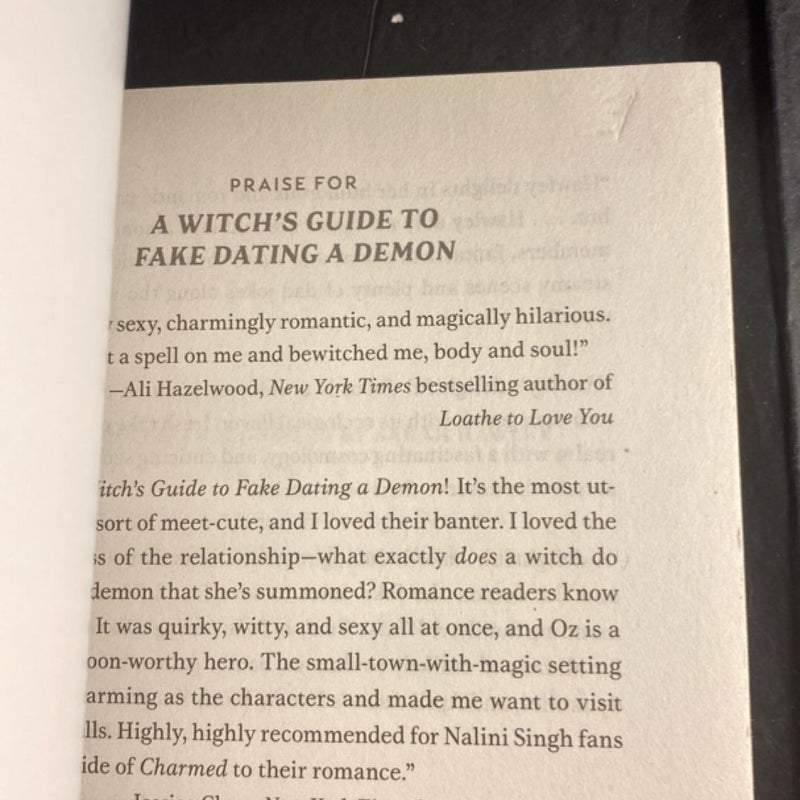 PRAISE FOR
A WITCH'S GUIDE TO
FAKE DATING A DEMON
sexy, charmingly romantic, and magically hilarious.
t a spell on me and bewitched me, body and soul!”
—Ali Hazelwood, New York Times bestselling author of
Loathe to Love You
itch's Guide to Fake Dating a Demon! It's the most ut-
sort of meet-cute, and I loved their banter. I loved the
ss of the relationship—what exactly does a witch do
demon that she's summoned? Romance readers know
It was quirky, witty, and sexy all at once, and Oz is a
oon-worthy hero. The small-town-with-magic setting
arming as the characters and made me want to visit
lls. Highly, highly recommended for Nalini Singh fans
ide of Charmed to their romance.”